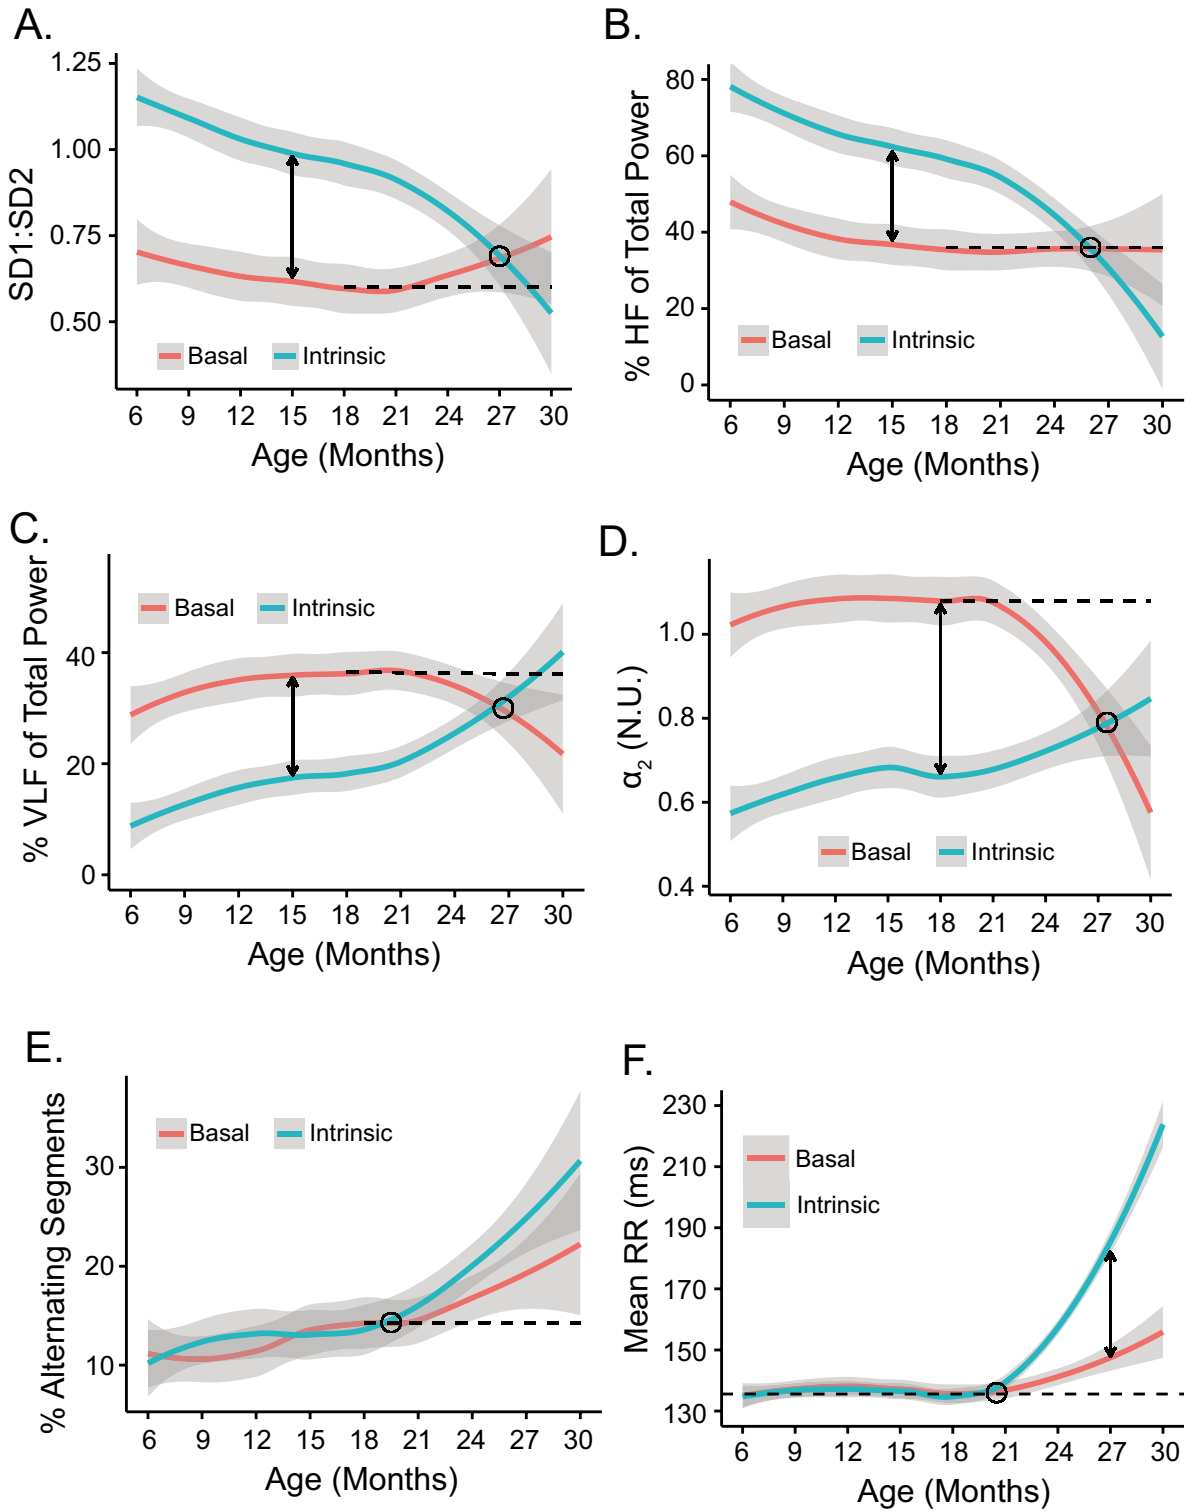 A.
SD1:SD2
1.25
1.00
0.75
0.50
Basal Intrinsic
6 9 12 15 18 21 24 27 30
Age (Months)
B.
% HF of Total Power
80
60
40
20
0
Basal Intrinsic
6 9 12 15 18 21 24 27 30
Age (Months)
C.
% VLF of Total Power
40
20
0
Basal Intrinsic
6 9 12 15 18 21 24 27 30
Age (Months)
D.
α2 (N.U.)
1.0
0.8
0.6
0.4
Basal Intrinsic
6 9 12 15 18 21 24 27 30
Age (Months)
E.
% Alternating Segments
30
20
10
Basal Intrinsic
6 9 12 15 18 21 24 27 30
Age (Months)
F.
Mean RR (ms)
230
210
190
170
150
130
Basal
Intrinsic
6 9 12 15 18 21 24 27 30
Age (Months)